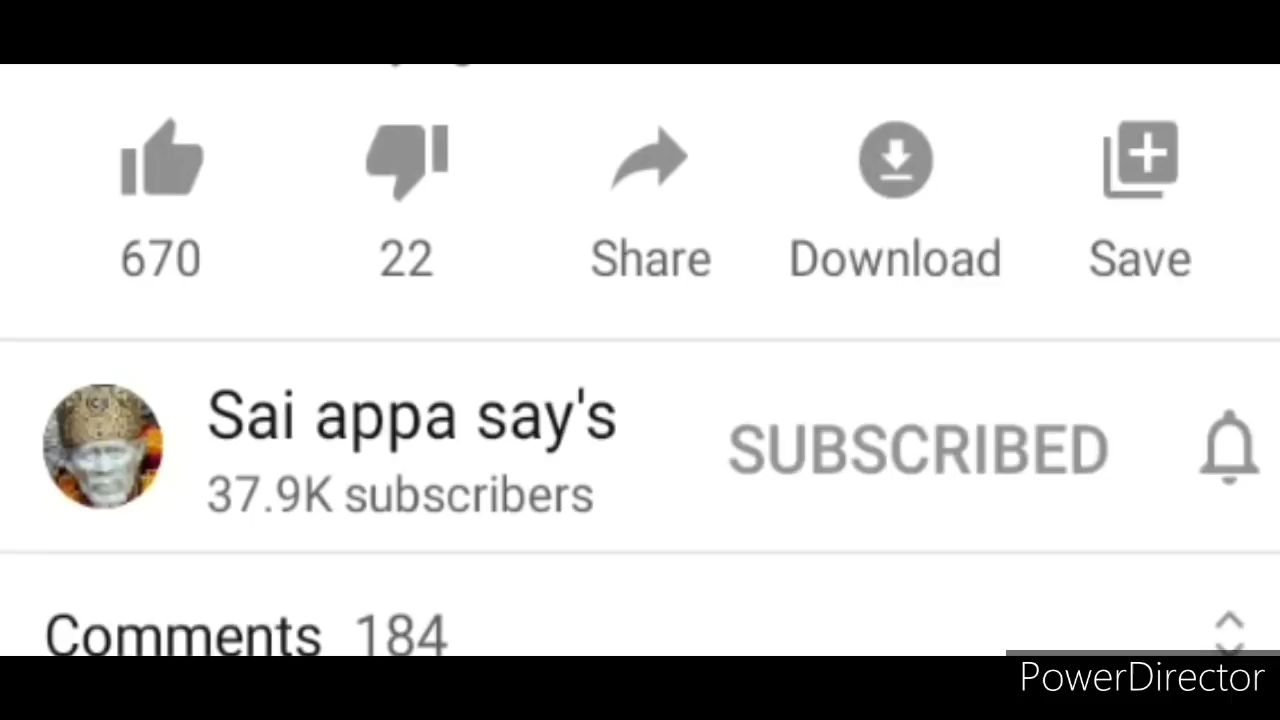 670 22 Share Download Save
Sai appa say's
37.9K subscribers
SUBSCRIBED
Comments 184
PowerDirector